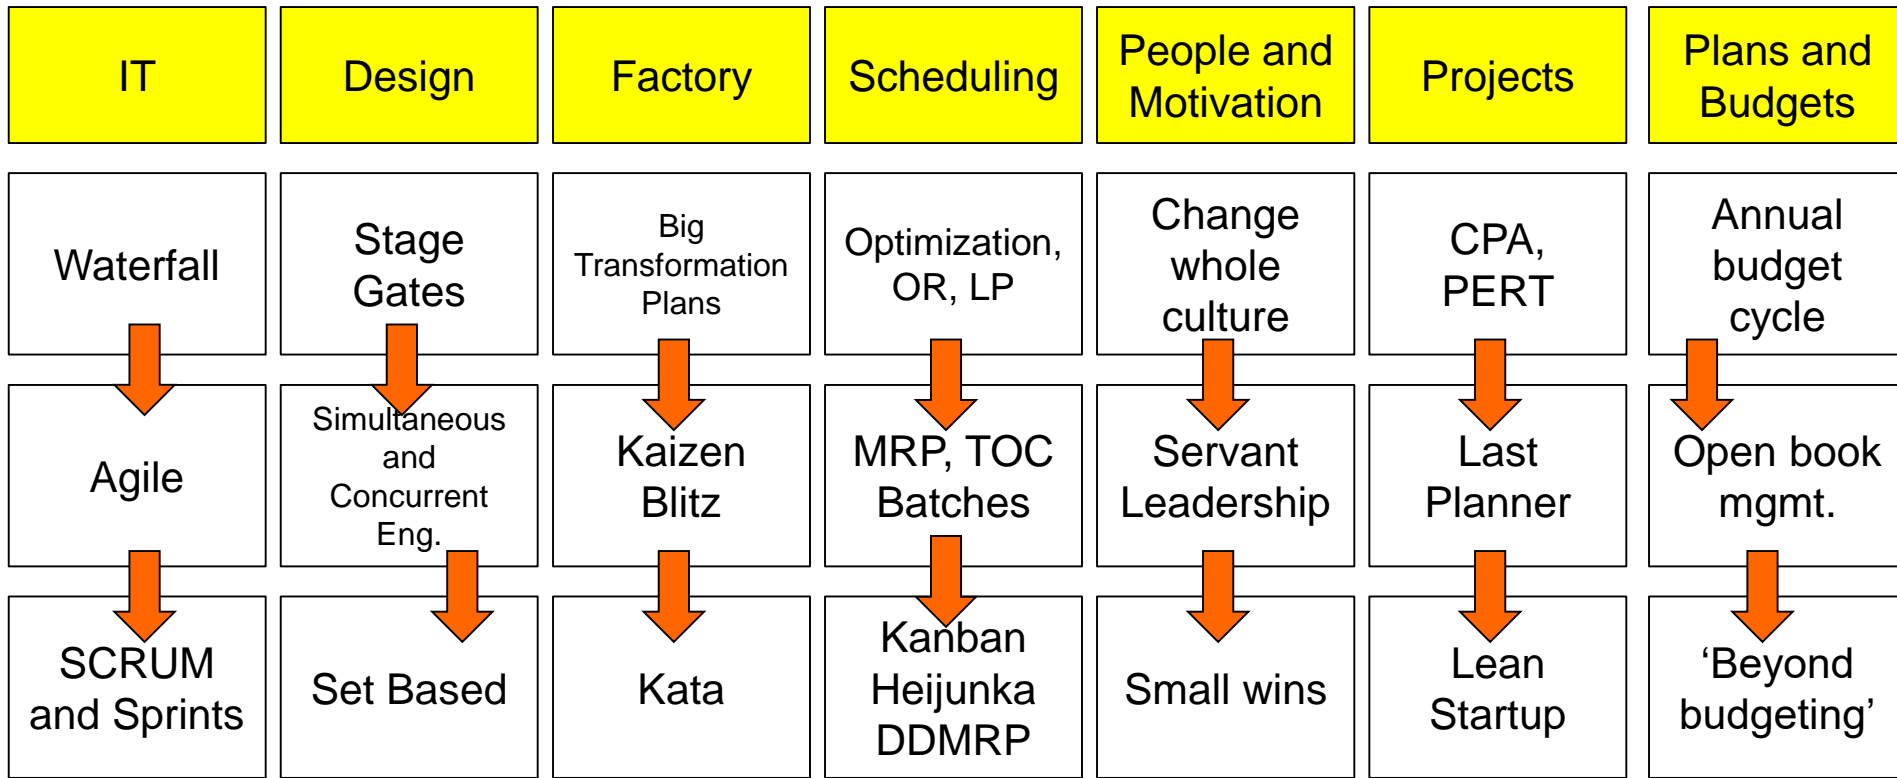 IT
Design
Factory
Scheduling
People and
Motivation
Projects
Plans and
Budgets
Waterfall
Stage
Gates
Big
Transformation
Plans
Optimization,
OR, LP
Change
whole
culture
CPA,
PERT
Annual
budget
cycle
Agile
Simultaneous
and
Concurrent
Eng.
Kaizen
Blitz
MRP, TOC
Batches
Servant
Leadership
Last
Planner
Open book
mgmt.
SCRUM
and Sprints
Set Based
Kata
Kanban
Heijunka
DDMRP
Small wins
Lean
Startup
‘Beyond
budgeting’